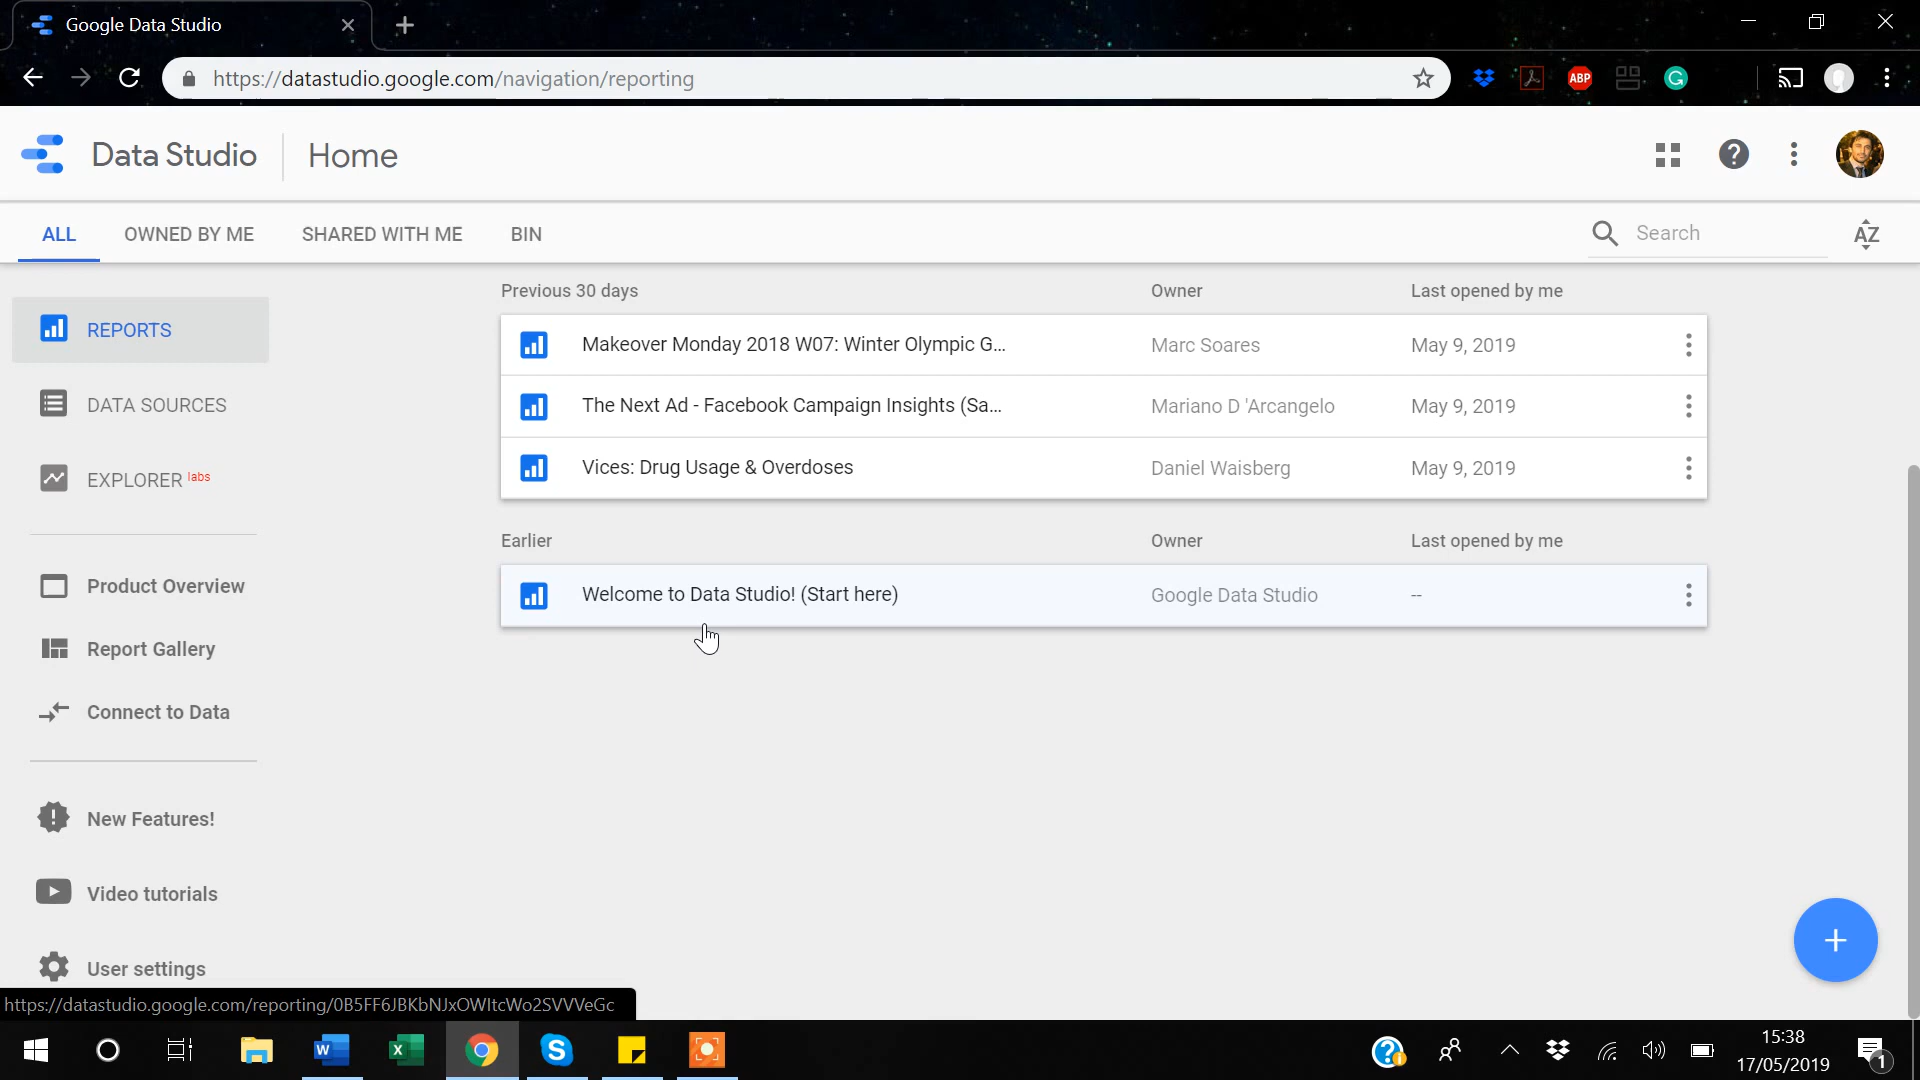 Google Data Studio
https://datastudio.google.com/navigation/reporting
ABP
Data Studio
Home
?
ALL
OWNED BY ME
SHARED WITH ME
BIN
Search
AZ
REPORTS
DATA SOURCES
EXPLORER labs
Product Overview
Report Gallery
Connect to Data
New Features!
Video tutorials
User settings
Previous 30 days Owner Last opened by me
Makeover Monday 2018 W07: Winter Olympic G... Marc Soares May 9, 2019
The Next Ad - Facebook Campaign Insights (Sa... Mariano D 'Arcangelo May 9, 2019
Vices: Drug Usage & Overdoses Daniel Waisberg May 9, 2019
Earlier Owner Last opened by me
Welcome to Data Studio! (Start here) Google Data Studio --
+
https://datastudio.google.com/reporting/0B5FF6JBKbNJxOWItcWo2SVVVeGc
15:38
17/05/2019
1